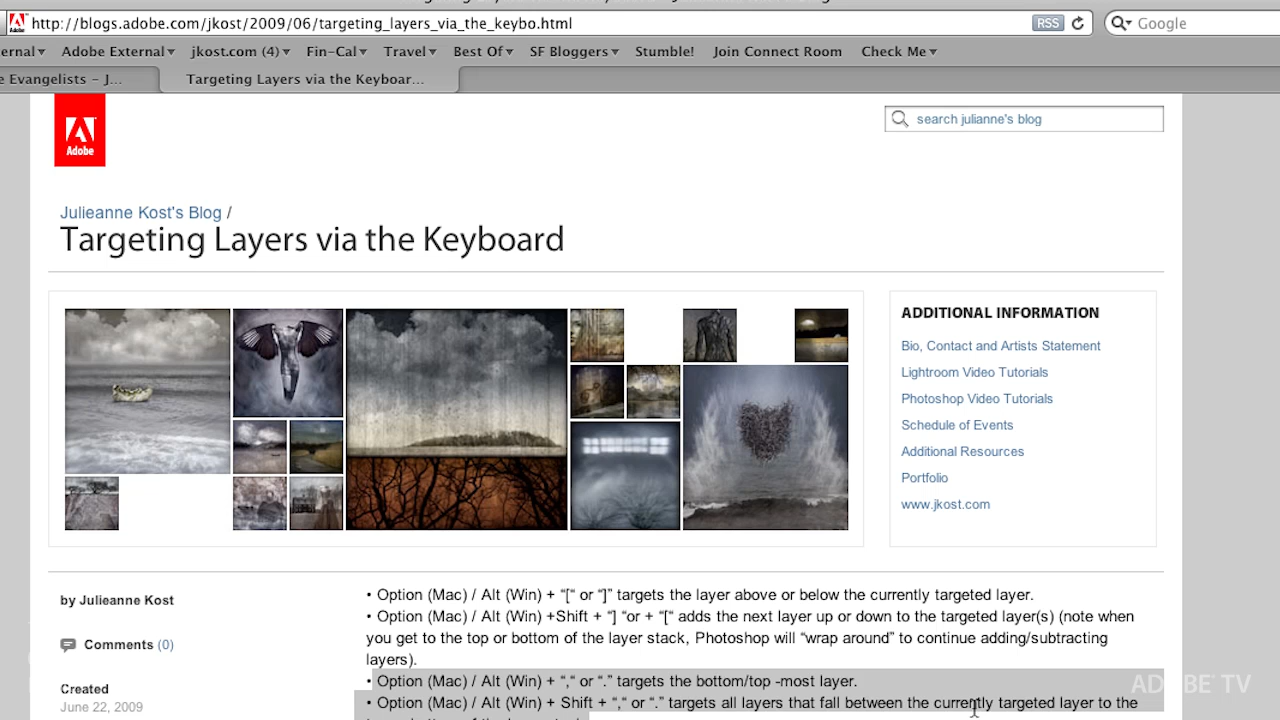 http://blogs.adobe.com/jkost/2009/06/targeting_layers_via_the_keybo.html RSS Google
ernal Adobe External jkost.com (4) Fin-Cal Travel Best Of SF Bloggers Stumble! Join Connect Room Check Me
e Evangelists – J... Targeting Layers via the Keyboar...
Adobe
search julianne's blog
Julieanne Kost's Blog /
Targeting Layers via the Keyboard
ADDITIONAL INFORMATION
Bio, Contact and Artists Statement
Lightroom Video Tutorials
Photoshop Video Tutorials
Schedule of Events
Additional Resources
Portfolio
www.jkost.com
by Julieanne Kost
Comments (0)
Created
June 22, 2009
• Option (Mac) / Alt (Win) + “[“ or “]” targets the layer above or below the currently targeted layer.
• Option (Mac) / Alt (Win) +Shift + “] “or + “[“ adds the next layer up or down to the targeted layer(s) (note when
you get to the top or bottom of the layer stack, Photoshop will “wrap around” to continue adding/subtracting
layers).
• Option (Mac) / Alt (Win) + “,“ or “.” targets the bottom/top -most layer.
• Option (Mac) / Alt (Win) + Shift + “,“ or “.” targets all layers that fall between the currently targeted layer to the
ADOBE TV